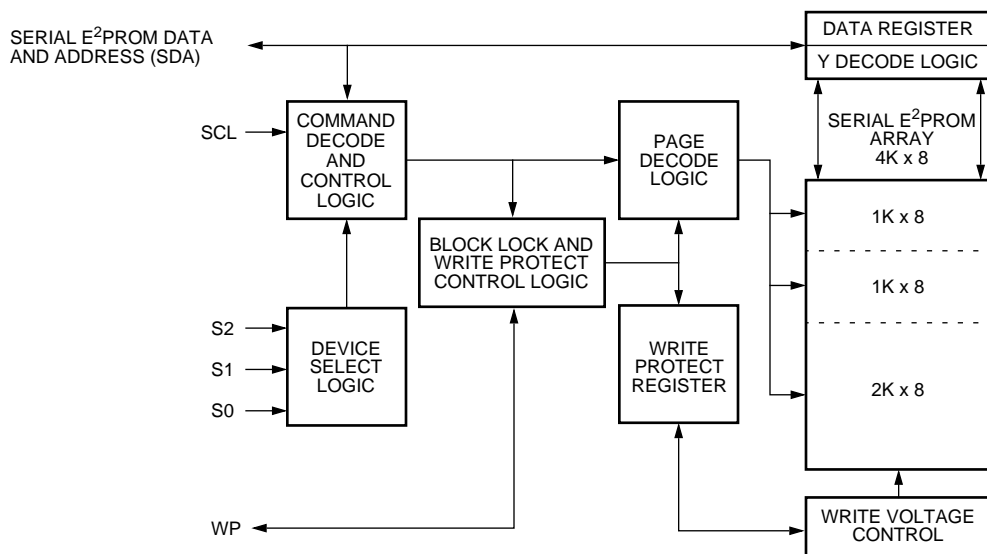 SERIAL E²PROM DATA
AND ADDRESS (SDA)
DATA REGISTER
Y DECODE LOGIC
SCL
COMMAND
DECODE
AND
CONTROL
LOGIC
PAGE
DECODE
LOGIC
SERIAL E²PROM
ARRAY
4K x 8
1K x 8
BLOCK LOCK AND
WRITE PROTECT
CONTROL LOGIC
1K x 8
S2
S1
S0
DEVICE
SELECT
LOGIC
WRITE
PROTECT
REGISTER
2K x 8
WP
WRITE VOLTAGE
CONTROL